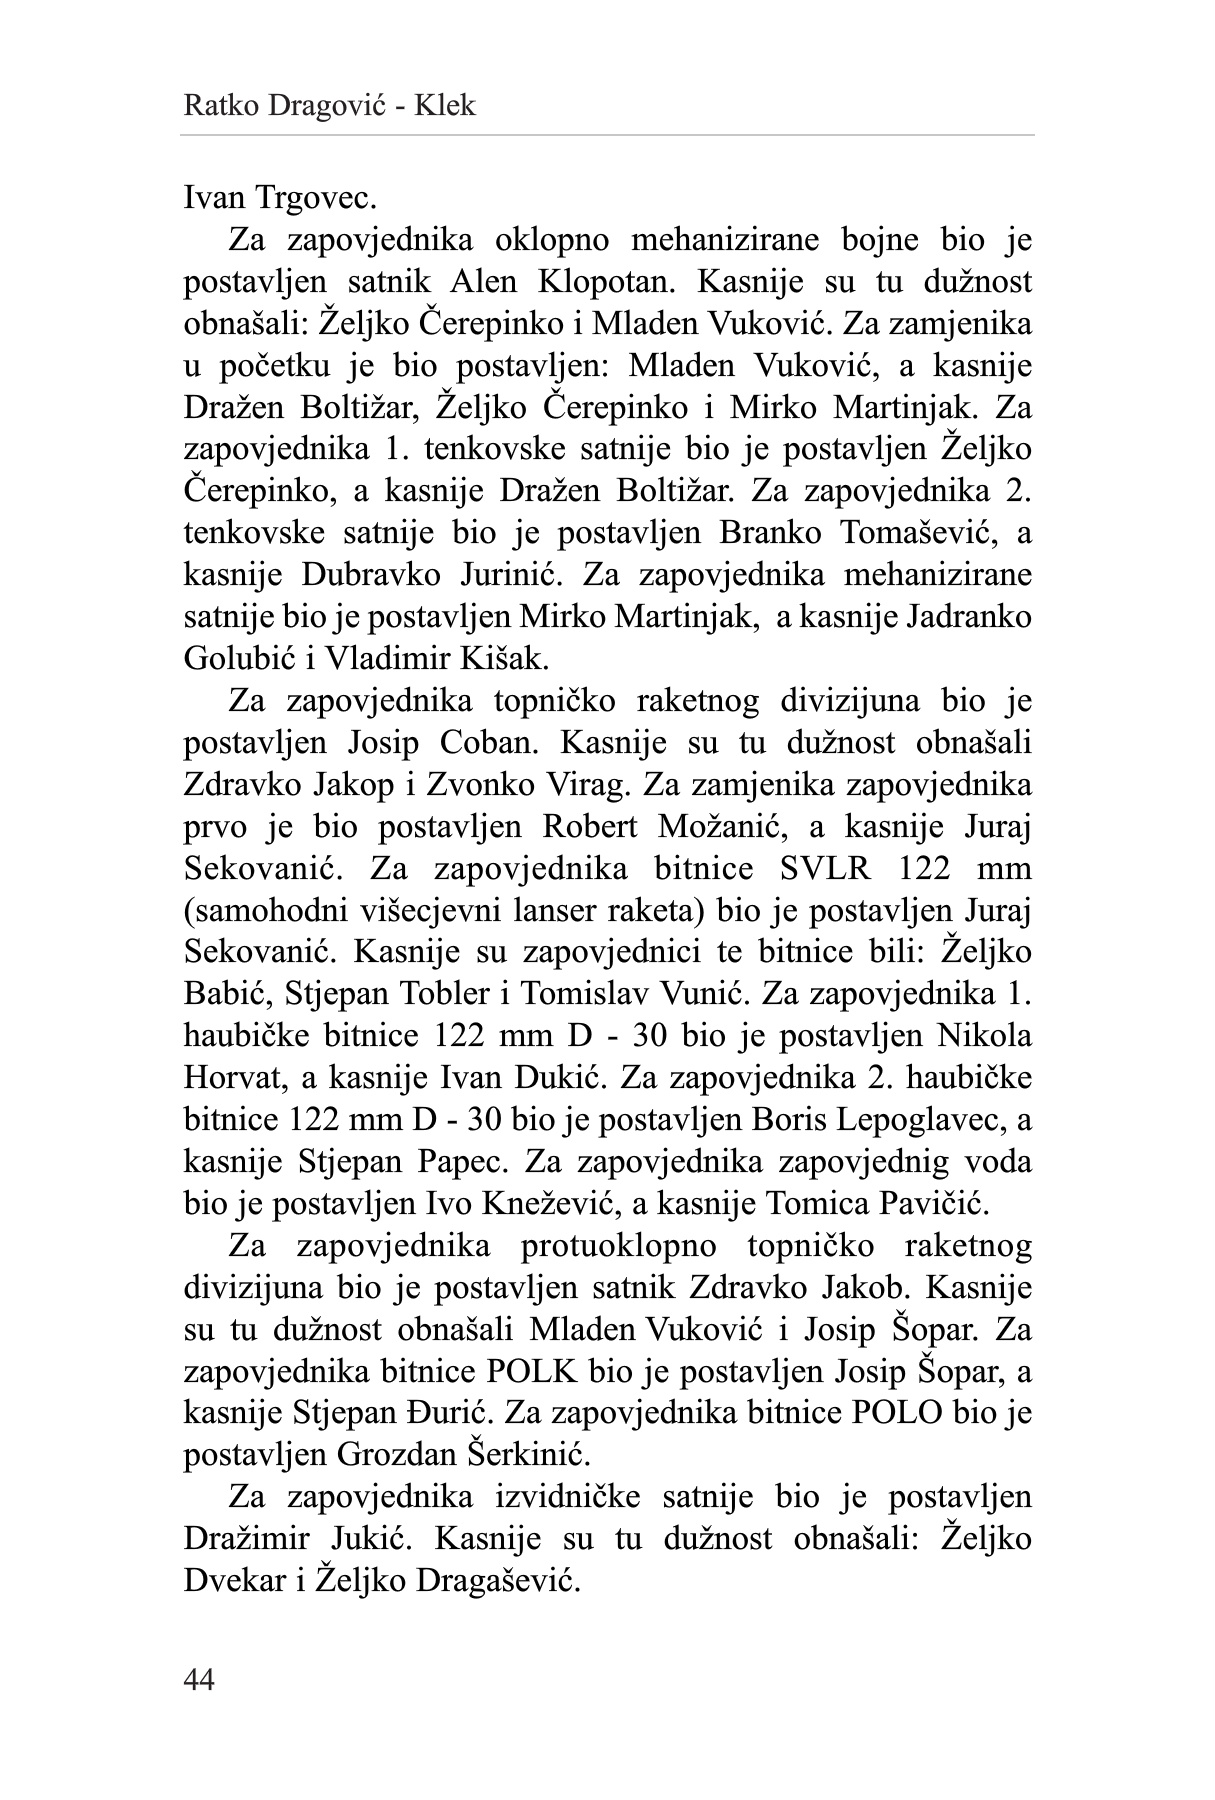 Ratko Dragović - Klek
Ivan Trgovec.
Za zapovjednika oklopno mehanizirane bojne bio je
postavljen satnik Alen Klopotan. Kasnije su tu dužnost
obnašali: Željko Čerepinko i Mladen Vuković. Za zamjenika
u početku je bio postavljen: Mladen Vuković, a kasnije
Dražen Boltižar, Željko Čerepinko i Mirko Martinjak. Za
zapovjednika 1. tenkovske satnije bio je postavljen Željko
Čerepinko, a kasnije Dražen Boltižar. Za zapovjednika 2.
tenkovske satnije bio je postavljen Branko Tomašević, a
kasnije Dubravko Jurinić. Za zapovjednika mehanizirane
satnije bio je postavljen Mirko Martinjak,  a kasnije Jadranko
Golubić i Vladimir Kišak.
Za zapovjednika topničko raketnog divizijuna bio je
postavljen Josip Coban. Kasnije su tu dužnost obnašali
Zdravko Jakop i Zvonko Virag. Za zamjenika zapovjednika
prvo je bio postavljen Robert Možanić, a kasnije Juraj
Sekovanić. Za zapovjednika bitnice SVLR 122 mm
(samohodni višecjevni lanser raketa) bio je postavljen Juraj
Sekovanić. Kasnije su zapovjednici te bitnice bili: Željko
Babić, Stjepan Tobler i Tomislav Vunić. Za zapovjednika 1.
haubičke bitnice 122 mm D - 30 bio je postavljen Nikola
Horvat, a kasnije Ivan Dukić. Za zapovjednika 2. haubičke
bitnice 122 mm D - 30 bio je postavljen Boris Lepoglavec, a
kasnije Stjepan Papec. Za zapovjednika zapovjednig voda
bio je postavljen Ivo Knežević, a kasnije Tomica Pavičić.
Za zapovjednika protuoklopno topničko raketnog
divizijuna bio je postavljen satnik Zdravko Jakob. Kasnije
su tu dužnost obnašali Mladen Vuković i Josip Šopar. Za
zapovjednika bitnice POLK bio je postavljen Josip Šopar, a
kasnije Stjepan Đurić. Za zapovjednika bitnice POLO bio je
postavljen Grozdan Šerkinić.
Za zapovjednika izvidničke satnije bio je postavljen
Dražimir Jukić. Kasnije su tu dužnost obnašali: Željko
Dvekar i Željko Dragašević.
44